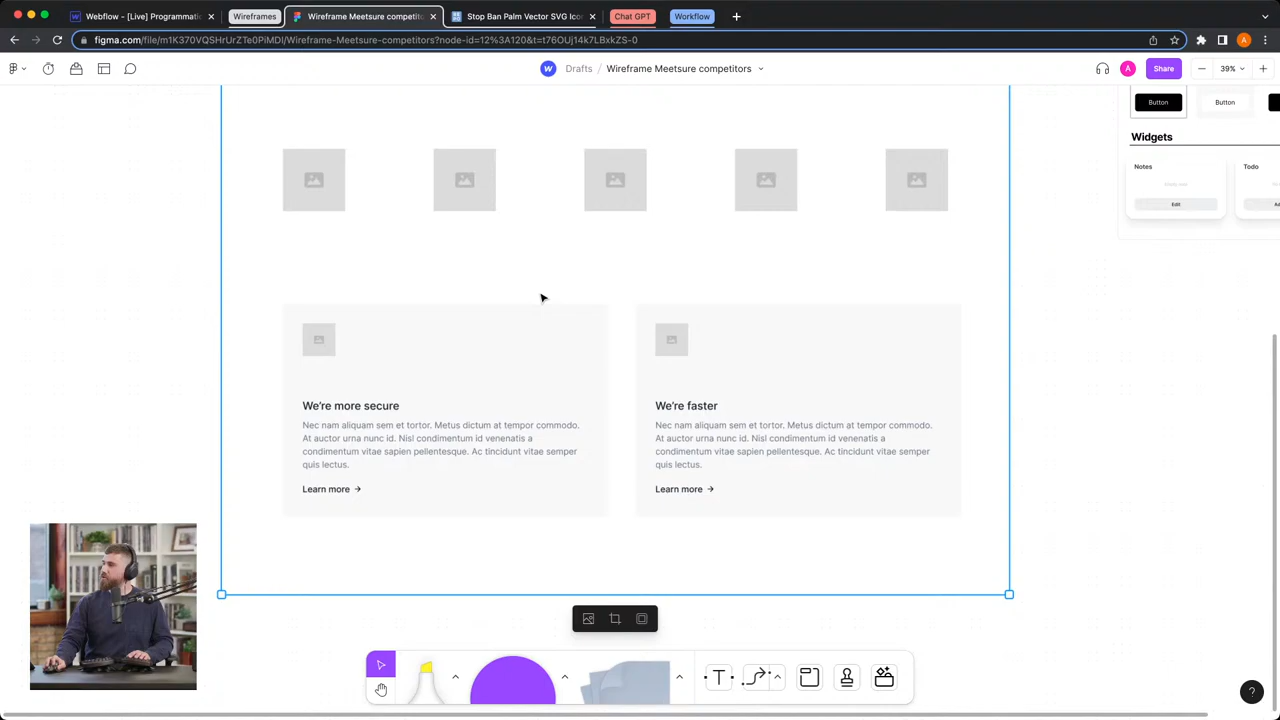 Webflow - [Live] Programmatic
Wireframes
Wireframe Meetsure competito
Stop Ban Palm Vector SVG Icon
Chat GPT
Workflow
figma.com/file/m1K370VQSHrUrZTe0PiMDI/Wireframe-Meetsure-competitors?node-id=12%3A120&t=t76OUj14k7LBxkZS-0
A
W
Drafts / Wireframe Meetsure competitors
A
Share
39%
Button
Button
Widgets
Notes
Todo
Edit
We're more secure
Nec nam aliquam sem et tortor. Metus dictum at tempor commodo.
At auctor urna nunc id. Nisl condimentum id venenatis a
condimentum vitae sapien pellentesque. Ac tincidunt vitae semper
quis lectus.
Learn more →
We're faster
Nec nam aliquam sem et tortor. Metus dictum at tempor commodo.
At auctor urna nunc id. Nisl condimentum id venenatis a
condimentum vitae sapien pellentesque. Ac tincidunt vitae semper
quis lectus.
Learn more →
T
?